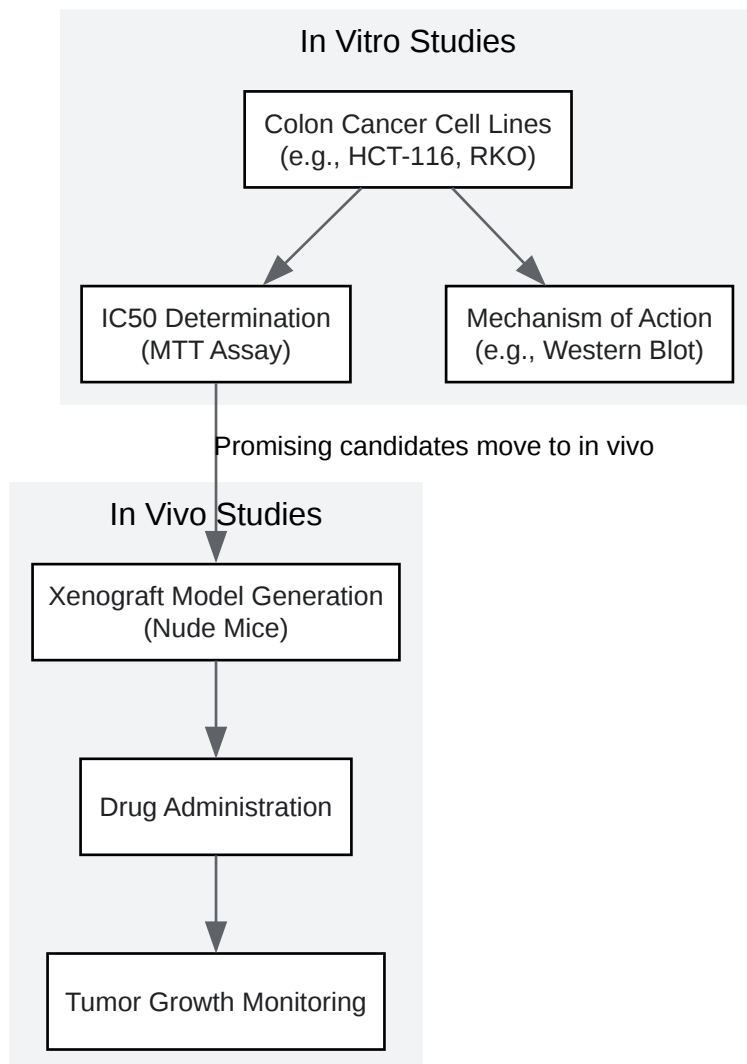 In Vitro Studies
Colon Cancer Cell Lines
(e.g., HCT-116, RKO)
IC50 Determination
(MTT Assay)
Mechanism of Action
(e.g., Western Blot)
Promising candidates move to in vivo
In Vivo Studies
Xenograft Model Generation
(Nude Mice)
Drug Administration
Tumor Growth Monitoring